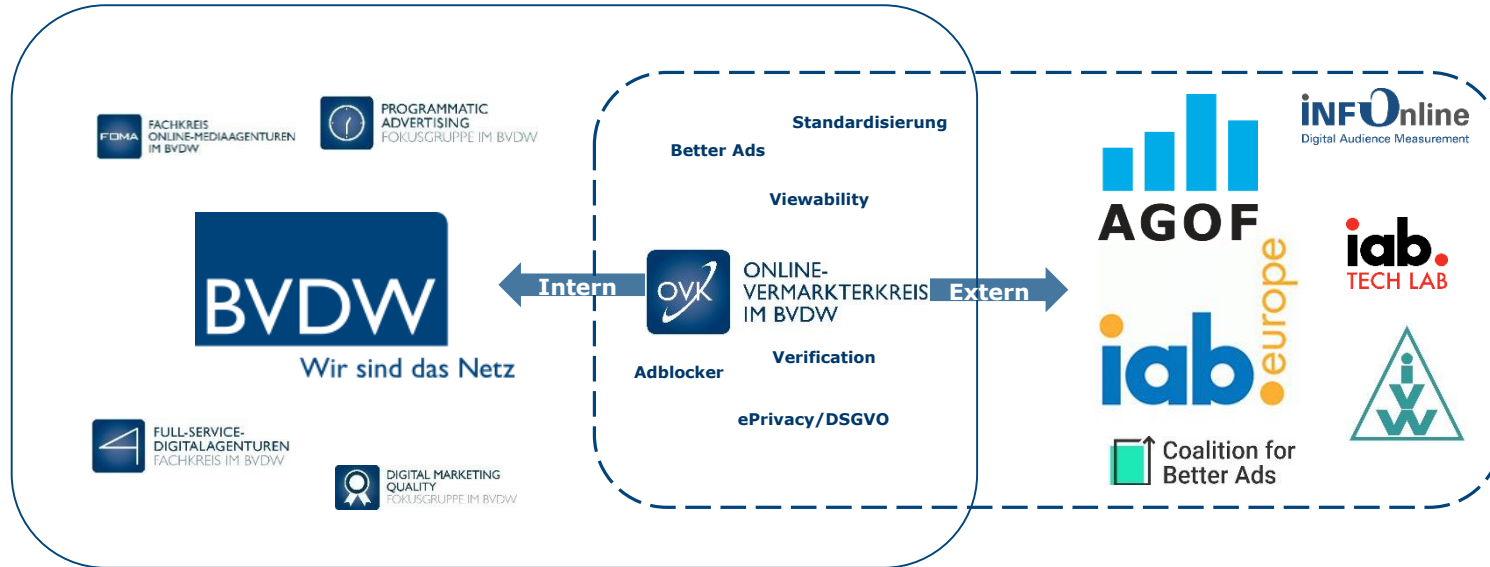 FOMA
FACHKREIS
ONLINE-MEDIAAGENTUREN
IM BVDW
PROGRAMMATIC
ADVERTISING
FOKUSGRUPPE IM BVDW
BVDW
Wir sind das Netz
FULL-SERVICE-
DIGITALAGENTUREN
FACHKREIS IM BVDW
DIGITAL MARKETING
QUALITY
FOKUSGRUPPE IM BVDW
Standardisierung
Better Ads
Viewability
Intern
OVK
ONLINE-
VERMARKTERKREIS
IM BVDW
Extern
Verification
Adblocker
ePrivacy/DSGVO
AGOF
INFOnline
Digital Audience Measurement
iab.
TECH LAB
iab.europe
ivw
Coalition for
Better Ads